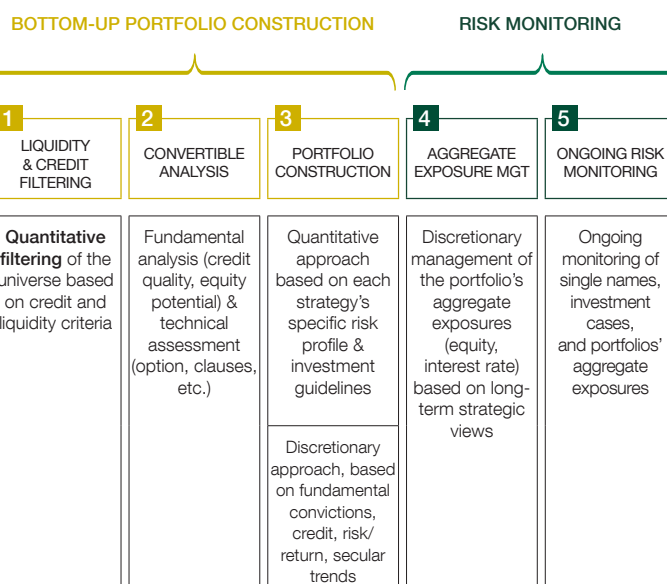 BOTTOM-UP PORTFOLIO CONSTRUCTION
RISK MONITORING
1
LIQUIDITY
& CREDIT
FILTERING
2
CONVERTIBLE
ANALYSIS
3
PORTFOLIO
CONSTRUCTION
4
AGGREGATE
EXPOSURE MGT
5
ONGOING RISK
MONITORING
Quantitative
filtering of the
universe based
on credit and
liquidity criteria
Fundamental
analysis (credit
quality, equity
potential) &
technical
assessment
(option, clauses,
etc.)
Quantitative
approach
based on each
strategy’s
specific risk
profile &
investment
guidelines
Discretionary
approach, based
on fundamental
convictions,
credit, risk/
return, secular
trends
Discretionary
management of
the portfolio’s
aggregate
exposures
(equity,
interest rate)
based on long-
term strategic
views
Ongoing
monitoring of
single names,
investment
cases,
and portfolios’
aggregate
exposures